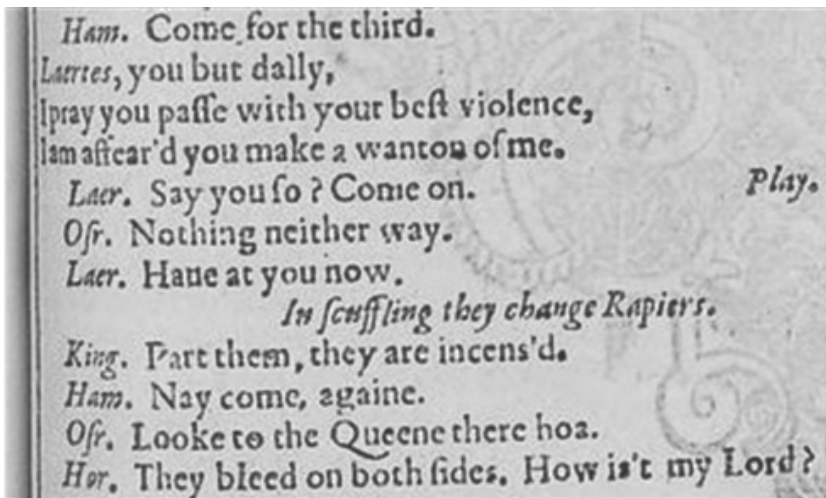 Ham. Come for the third.
Laertes, you but dally,
I pray you paſſe with your beſt violence,
I am affear'd you make a wanton of me.
Laer. Say you ſo? Come on. Play.
Oſr. Nothing neither way.
Laer. Haue at you now.
In ſcuffling they change Rapiers.
King. Part them, they are incens'd.
Ham. Nay come, againe.
Oſr. Looke to the Queene there hoa.
Hor. They bleed on both ſides. How is't my Lord?